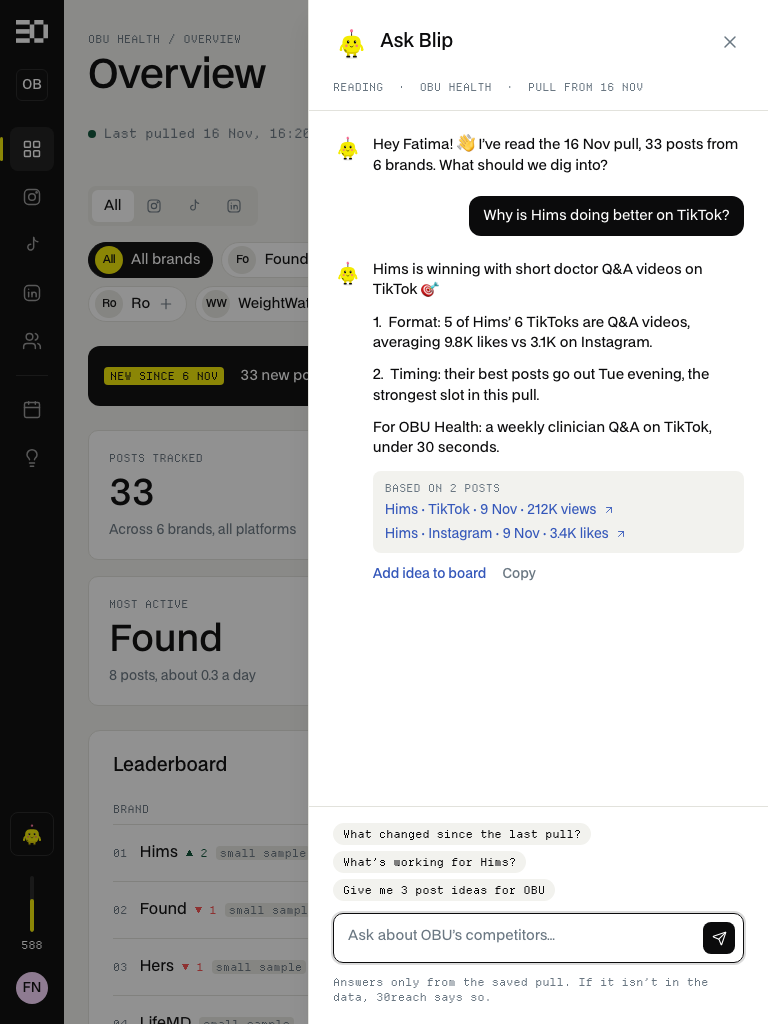 OB
588
FN
OBU HEALTH / OVERVIEW
Overview
Last pulled 16 Nov, 16:20
All
All All brands
Fo Found
Ro Ro
WW WeightWat
NEW SINCE 6 NOV 33 new po
POSTS TRACKED
33
Across 6 brands, all platforms
MOST ACTIVE
Found
8 posts, about 0.3 a day
Leaderboard
BRAND
01 Hims ▲ 2 small sample
02 Found ▼ 1 small sampl
03 Hers ▼ 1 small sample
04 LifeMD small sample
Ask Blip
READING · OBU HEALTH · PULL FROM 16 NOV
Hey Fatima! 👋 I've read the 16 Nov pull, 33 posts from
6 brands. What should we dig into?
Why is Hims doing better on TikTok?
Hims is winning with short doctor Q&A videos on
TikTok 🎯
1. Format: 5 of Hims' 6 TikToks are Q&A videos,
averaging 9.8K likes vs 3.1K on Instagram.
2. Timing: their best posts go out Tue evening, the
strongest slot in this pull.
For OBU Health: a weekly clinician Q&A on TikTok,
under 30 seconds.
BASED ON 2 POSTS
Hims · TikTok · 9 Nov · 212K views ↗
Hims · Instagram · 9 Nov · 3.4K likes ↗
Add idea to board Copy
What changed since the last pull?
What's working for Hims?
Give me 3 post ideas for OBU
Ask about OBU's competitors…
Answers only from the saved pull. If it isn't in the
data, 30reach says so.